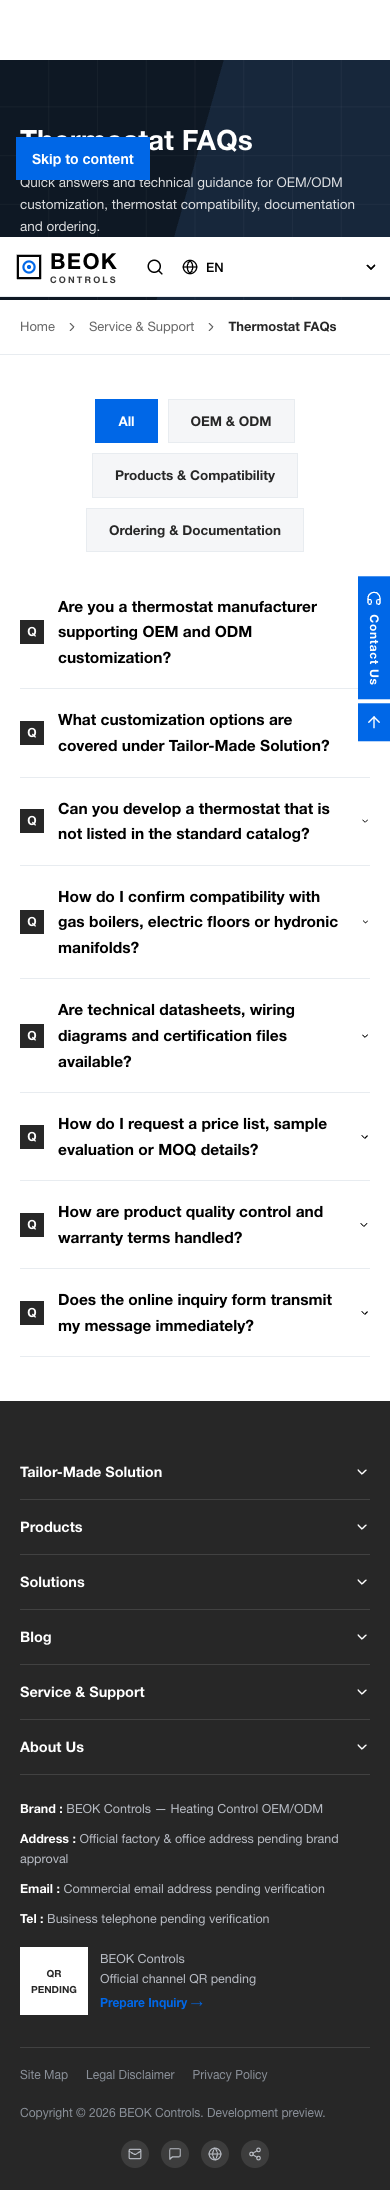 Thermostat FAQs
Skip to content
Quick answers and technical guidance for OEM/ODM
customization, thermostat compatibility, documentation
and ordering.
BEOK
CONTROLS
EN
Home
Service & Support
Thermostat FAQs
All
OEM & ODM
Products & Compatibility
Ordering & Documentation
Q
Are you a thermostat manufacturer
supporting OEM and ODM
customization?
Contact Us
Q
What customization options are
covered under Tailor-Made Solution?
Q
Can you develop a thermostat that is
not listed in the standard catalog?
Q
How do I confirm compatibility with
gas boilers, electric floors or hydronic
manifolds?
Q
Are technical datasheets, wiring
diagrams and certification files
available?
Q
How do I request a price list, sample
evaluation or MOQ details?
Q
How are product quality control and
warranty terms handled?
Q
Does the online inquiry form transmit
my message immediately?
Tailor-Made Solution
Products
Solutions
Blog
Service & Support
About Us
Brand : BEOK Controls — Heating Control OEM/ODM
Address : Official factory & office address pending brand
approval
Email : Commercial email address pending verification
Tel : Business telephone pending verification
QR
PENDING
BEOK Controls
Official channel QR pending
Prepare Inquiry →
Site Map
Legal Disclaimer
Privacy Policy
Copyright © 2026 BEOK Controls. Development preview.